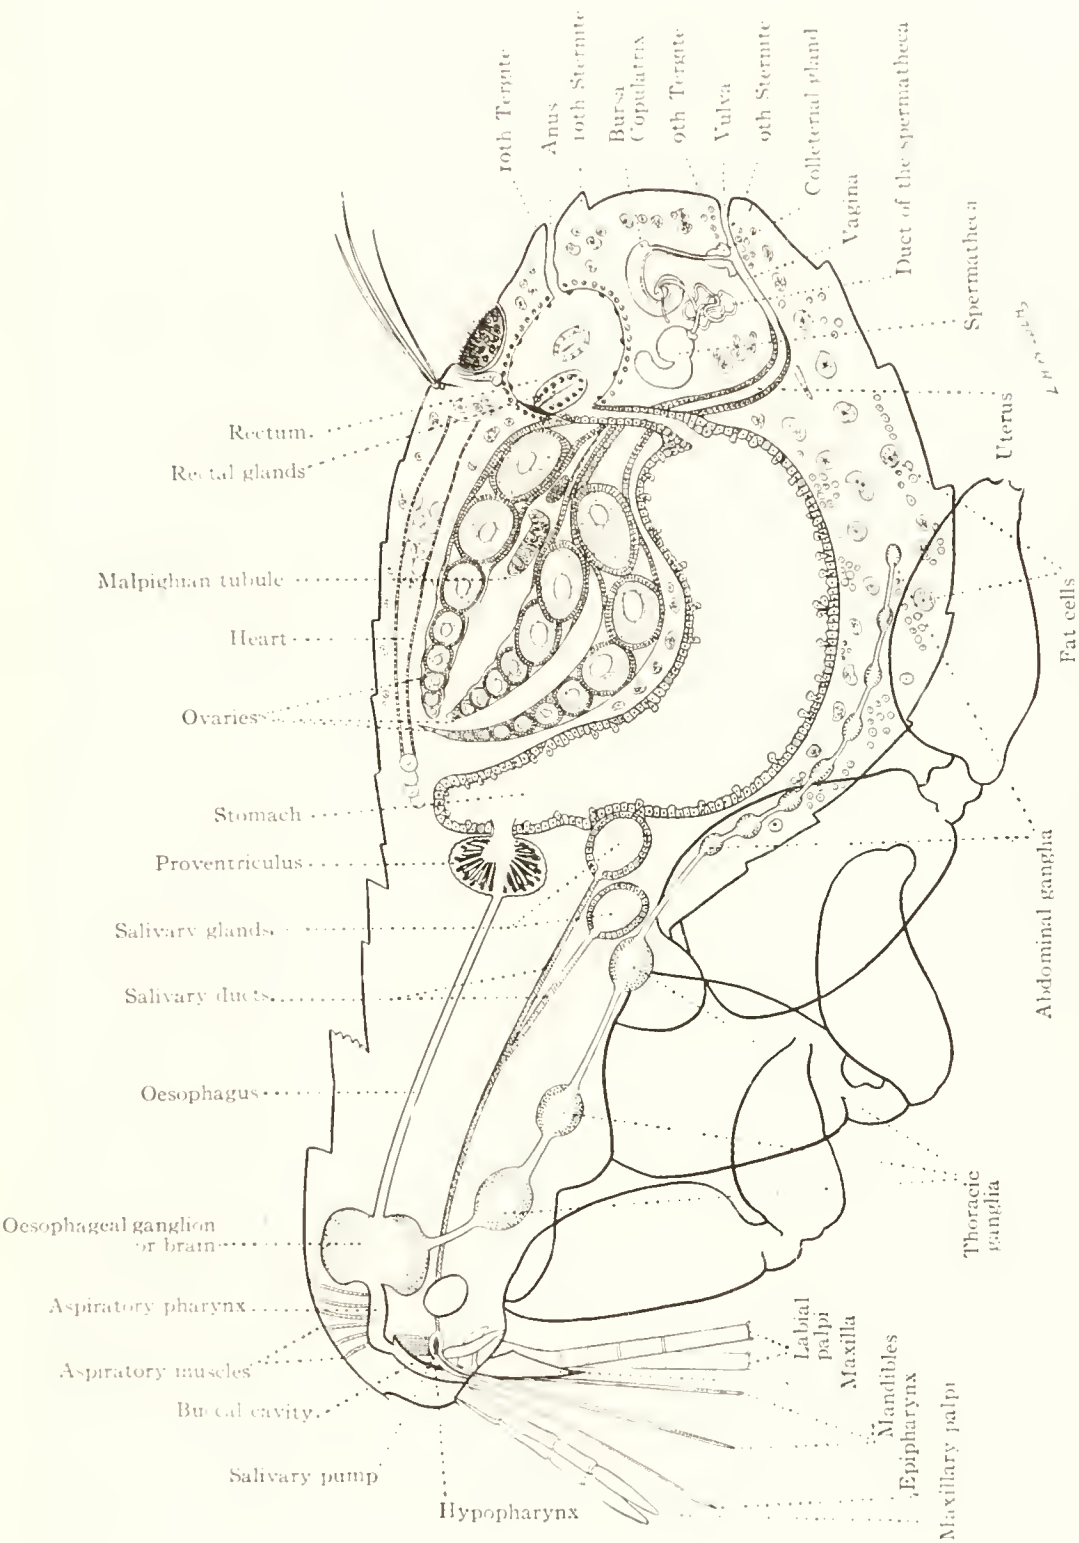 10th Tergite
Anus
10th Sternite
Bursa
Copulatrix
9th Tergite
Vulva
9th Sternite
Colleterial gland
Vagina
Duct of the spermatheca
Spermatheca
Uterus
Fat cells
Rectum
Rectal glands
Malpighian tubule
Heart
Ovaries
Stomach
Proventriculus
Salivary glands
Salivary ducts
Oesophagus
Oesophageal ganglion
or brain
Aspiratory pharynx
Aspiratory muscles
Buccal cavity
Salivary pump
Hypopharynx
Abdominal ganglia
Thoracic
ganglia
Labial
palpi
Maxilla
Mandibles
Epipharynx
Maxillary palpi